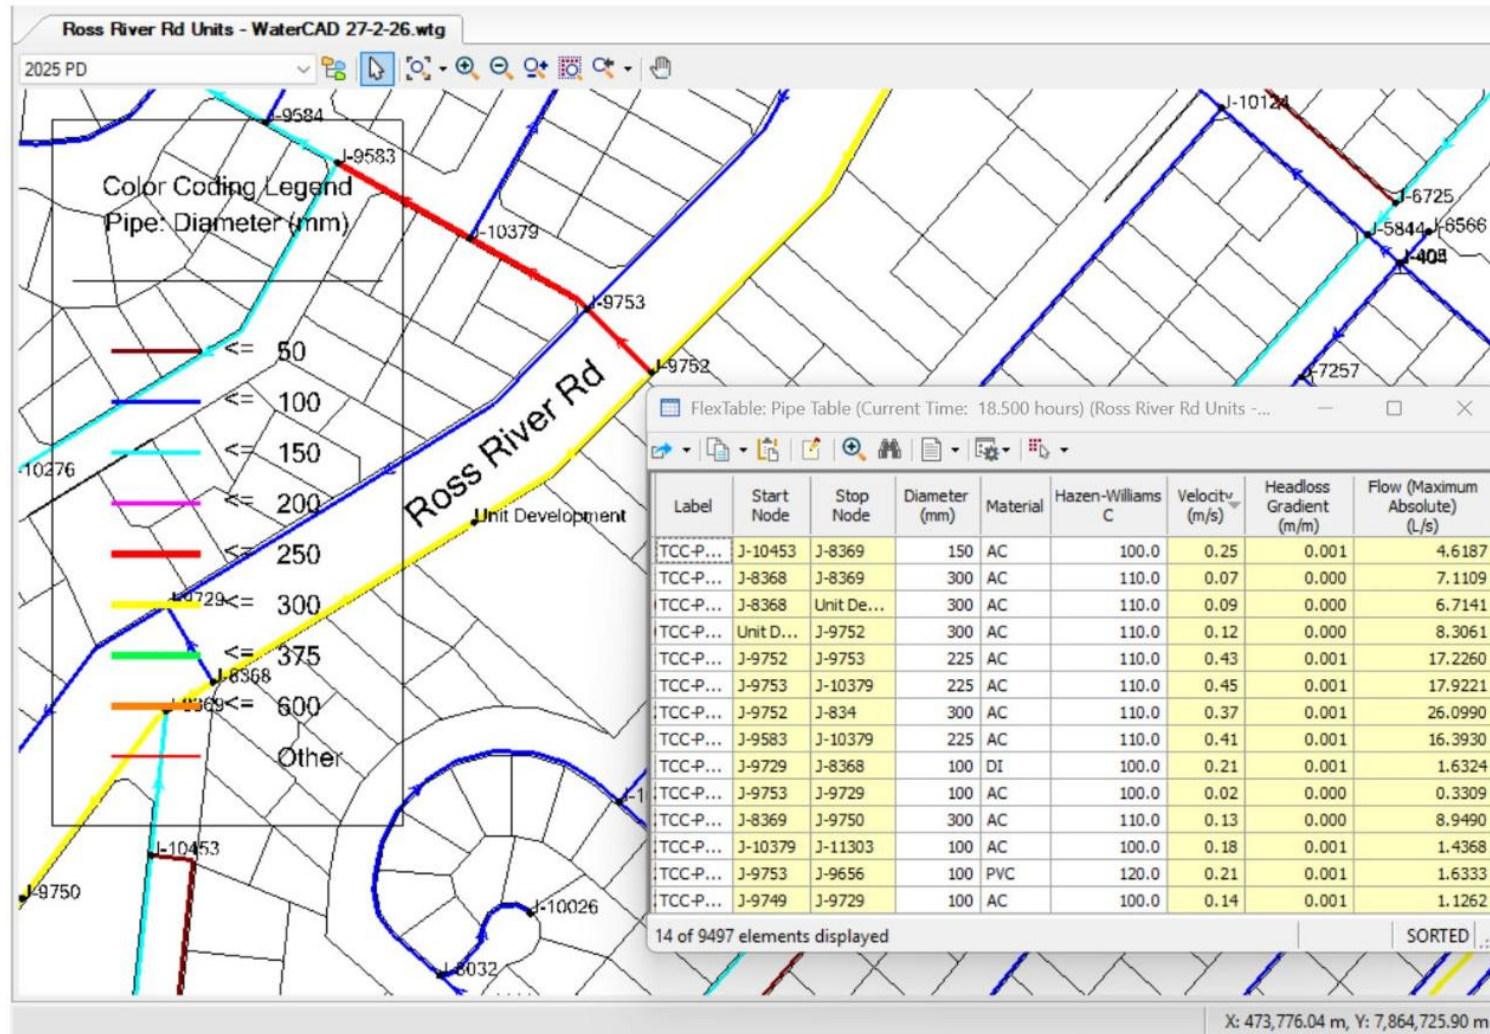 Ross River Rd Units - WaterCAD 27-2-26.wtg
2025 PD
J-9584
J-9583
J-10124
Color Coding Legend
Pipe: Diameter (mm)
J-10379
J-6725
J-5844
J-6566
J-9753
J-9752
J-7257
<= 50
<= 100
<= 150
<= 200
<= 250
<= 300
<= 375
<= 600
Other
10276
Ross River Rd
Unit Development
J-9729
J-8368
J-8369
J-10453
J-9750
J-10026
J-8032
FlexTable: Pipe Table (Current Time: 18.500 hours) (Ross River Rd Units -...
Label Start Node Stop Node Diameter (mm) Material Hazen-Williams C Velocity (m/s) Headloss Gradient (m/m) Flow (Maximum Absolute) (L/s)
TCC-P... J-10453 J-8369 150 AC 100.0 0.25 0.001 4.6187
TCC-P... J-8368 J-8369 300 AC 110.0 0.07 0.000 7.1109
TCC-P... J-8368 Unit De... 300 AC 110.0 0.09 0.000 6.7141
TCC-P... Unit D... J-9752 300 AC 110.0 0.12 0.000 8.3061
TCC-P... J-9752 J-9753 225 AC 110.0 0.43 0.001 17.2260
TCC-P... J-9753 J-10379 225 AC 110.0 0.45 0.001 17.9221
TCC-P... J-9752 J-834 300 AC 110.0 0.37 0.001 26.0990
TCC-P... J-9583 J-10379 225 AC 110.0 0.41 0.001 16.3930
TCC-P... J-9729 J-8368 100 DI 100.0 0.21 0.001 1.6324
TCC-P... J-9753 J-9729 100 AC 100.0 0.02 0.000 0.3309
TCC-P... J-8369 J-9750 300 AC 110.0 0.13 0.000 8.9490
TCC-P... J-10379 J-11303 100 AC 100.0 0.18 0.001 1.4368
TCC-P... J-9753 J-9656 100 PVC 120.0 0.21 0.001 1.6333
TCC-P... J-9749 J-9729 100 AC 100.0 0.14 0.001 1.1262
14 of 9497 elements displayed
SORTED
X: 473,776.04 m, Y: 7,864,725.90 m